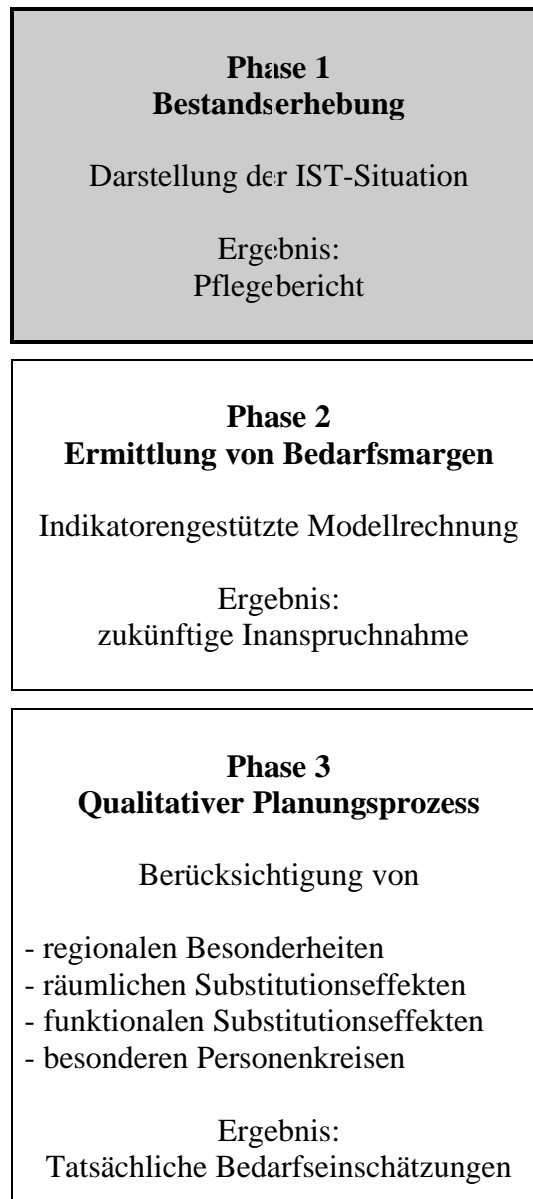 Phase 1
Bestandserhebung
Darstellung der IST-Situation
Ergebnis:
Pflegebericht
Phase 2
Ermittlung von Bedarfsmargen
Indikatorengestützte Modellrechnung
Ergebnis:
zukünftige Inanspruchnahme
Phase 3
Qualitativer Planungsprozess
Berücksichtigung von
- regionalen Besonderheiten
- räumlichen Substitutionseffekten
- funktionalen Substitutionseffekten
- besonderen Personenkreisen
Ergebnis:
Tatsächliche Bedarfseinschätzungen